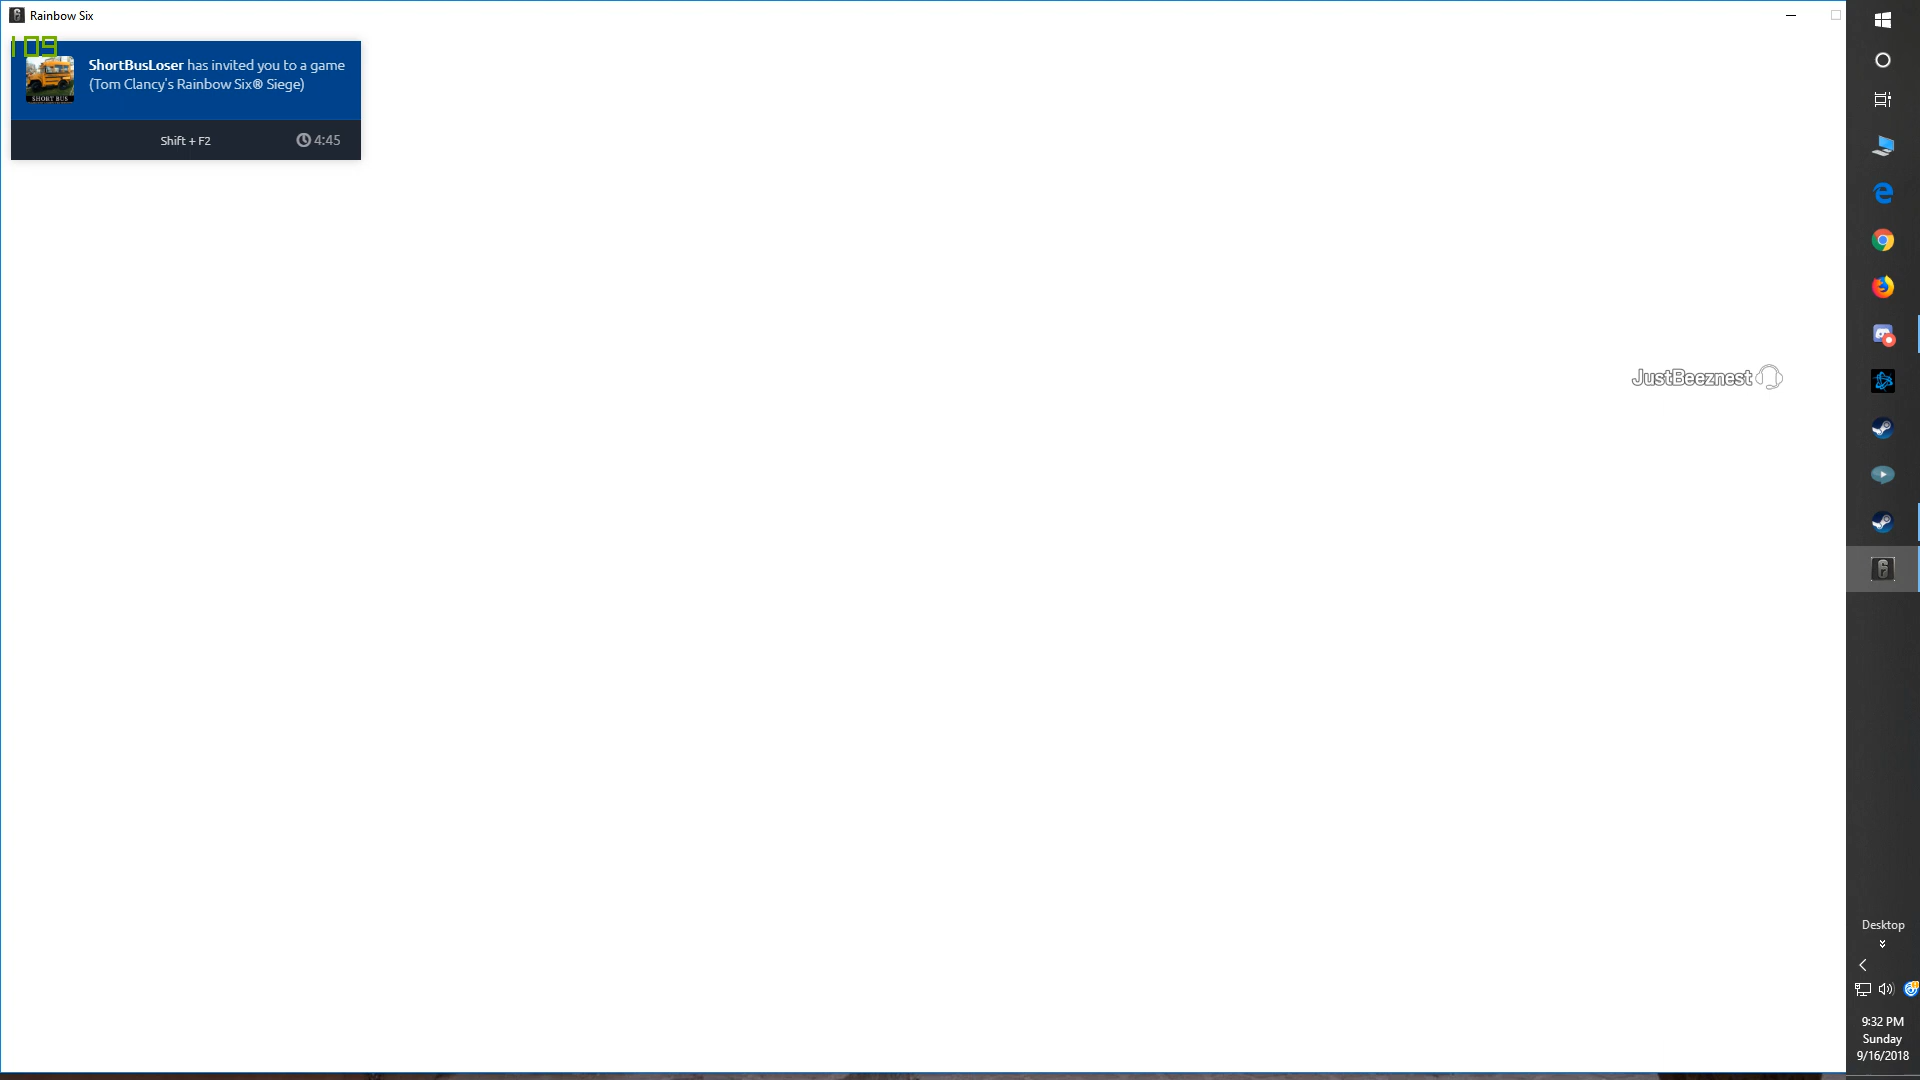 Rainbow Six
109
ShortBusLoser has invited you to a game
(Tom Clancy's Rainbow Six® Siege)
SHORT BUS
Shift + F2
4:45
JustBeeznest
Desktop
9:32 PM
Sunday
9/16/2018